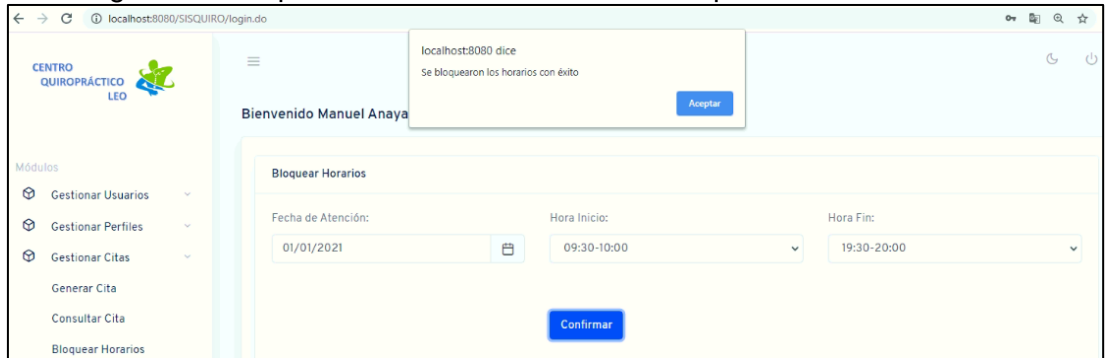 localhost:8080/SISQUIRO/login.do
CENTRO
QUIROPRÁCTICO
LEO
localhost:8080 dice
Se bloquearon los horarios con éxito
Aceptar
Bienvenido Manuel Anaya
Módulos
Gestionar Usuarios
Gestionar Perfiles
Gestionar Citas
Generar Cita
Consultar Cita
Bloquear Horarios
Bloquear Horarios
Fecha de Atención:
Hora Inicio:
Hora Fin:
01/01/2021
09:30-10:00
19:30-20:00
Confirmar